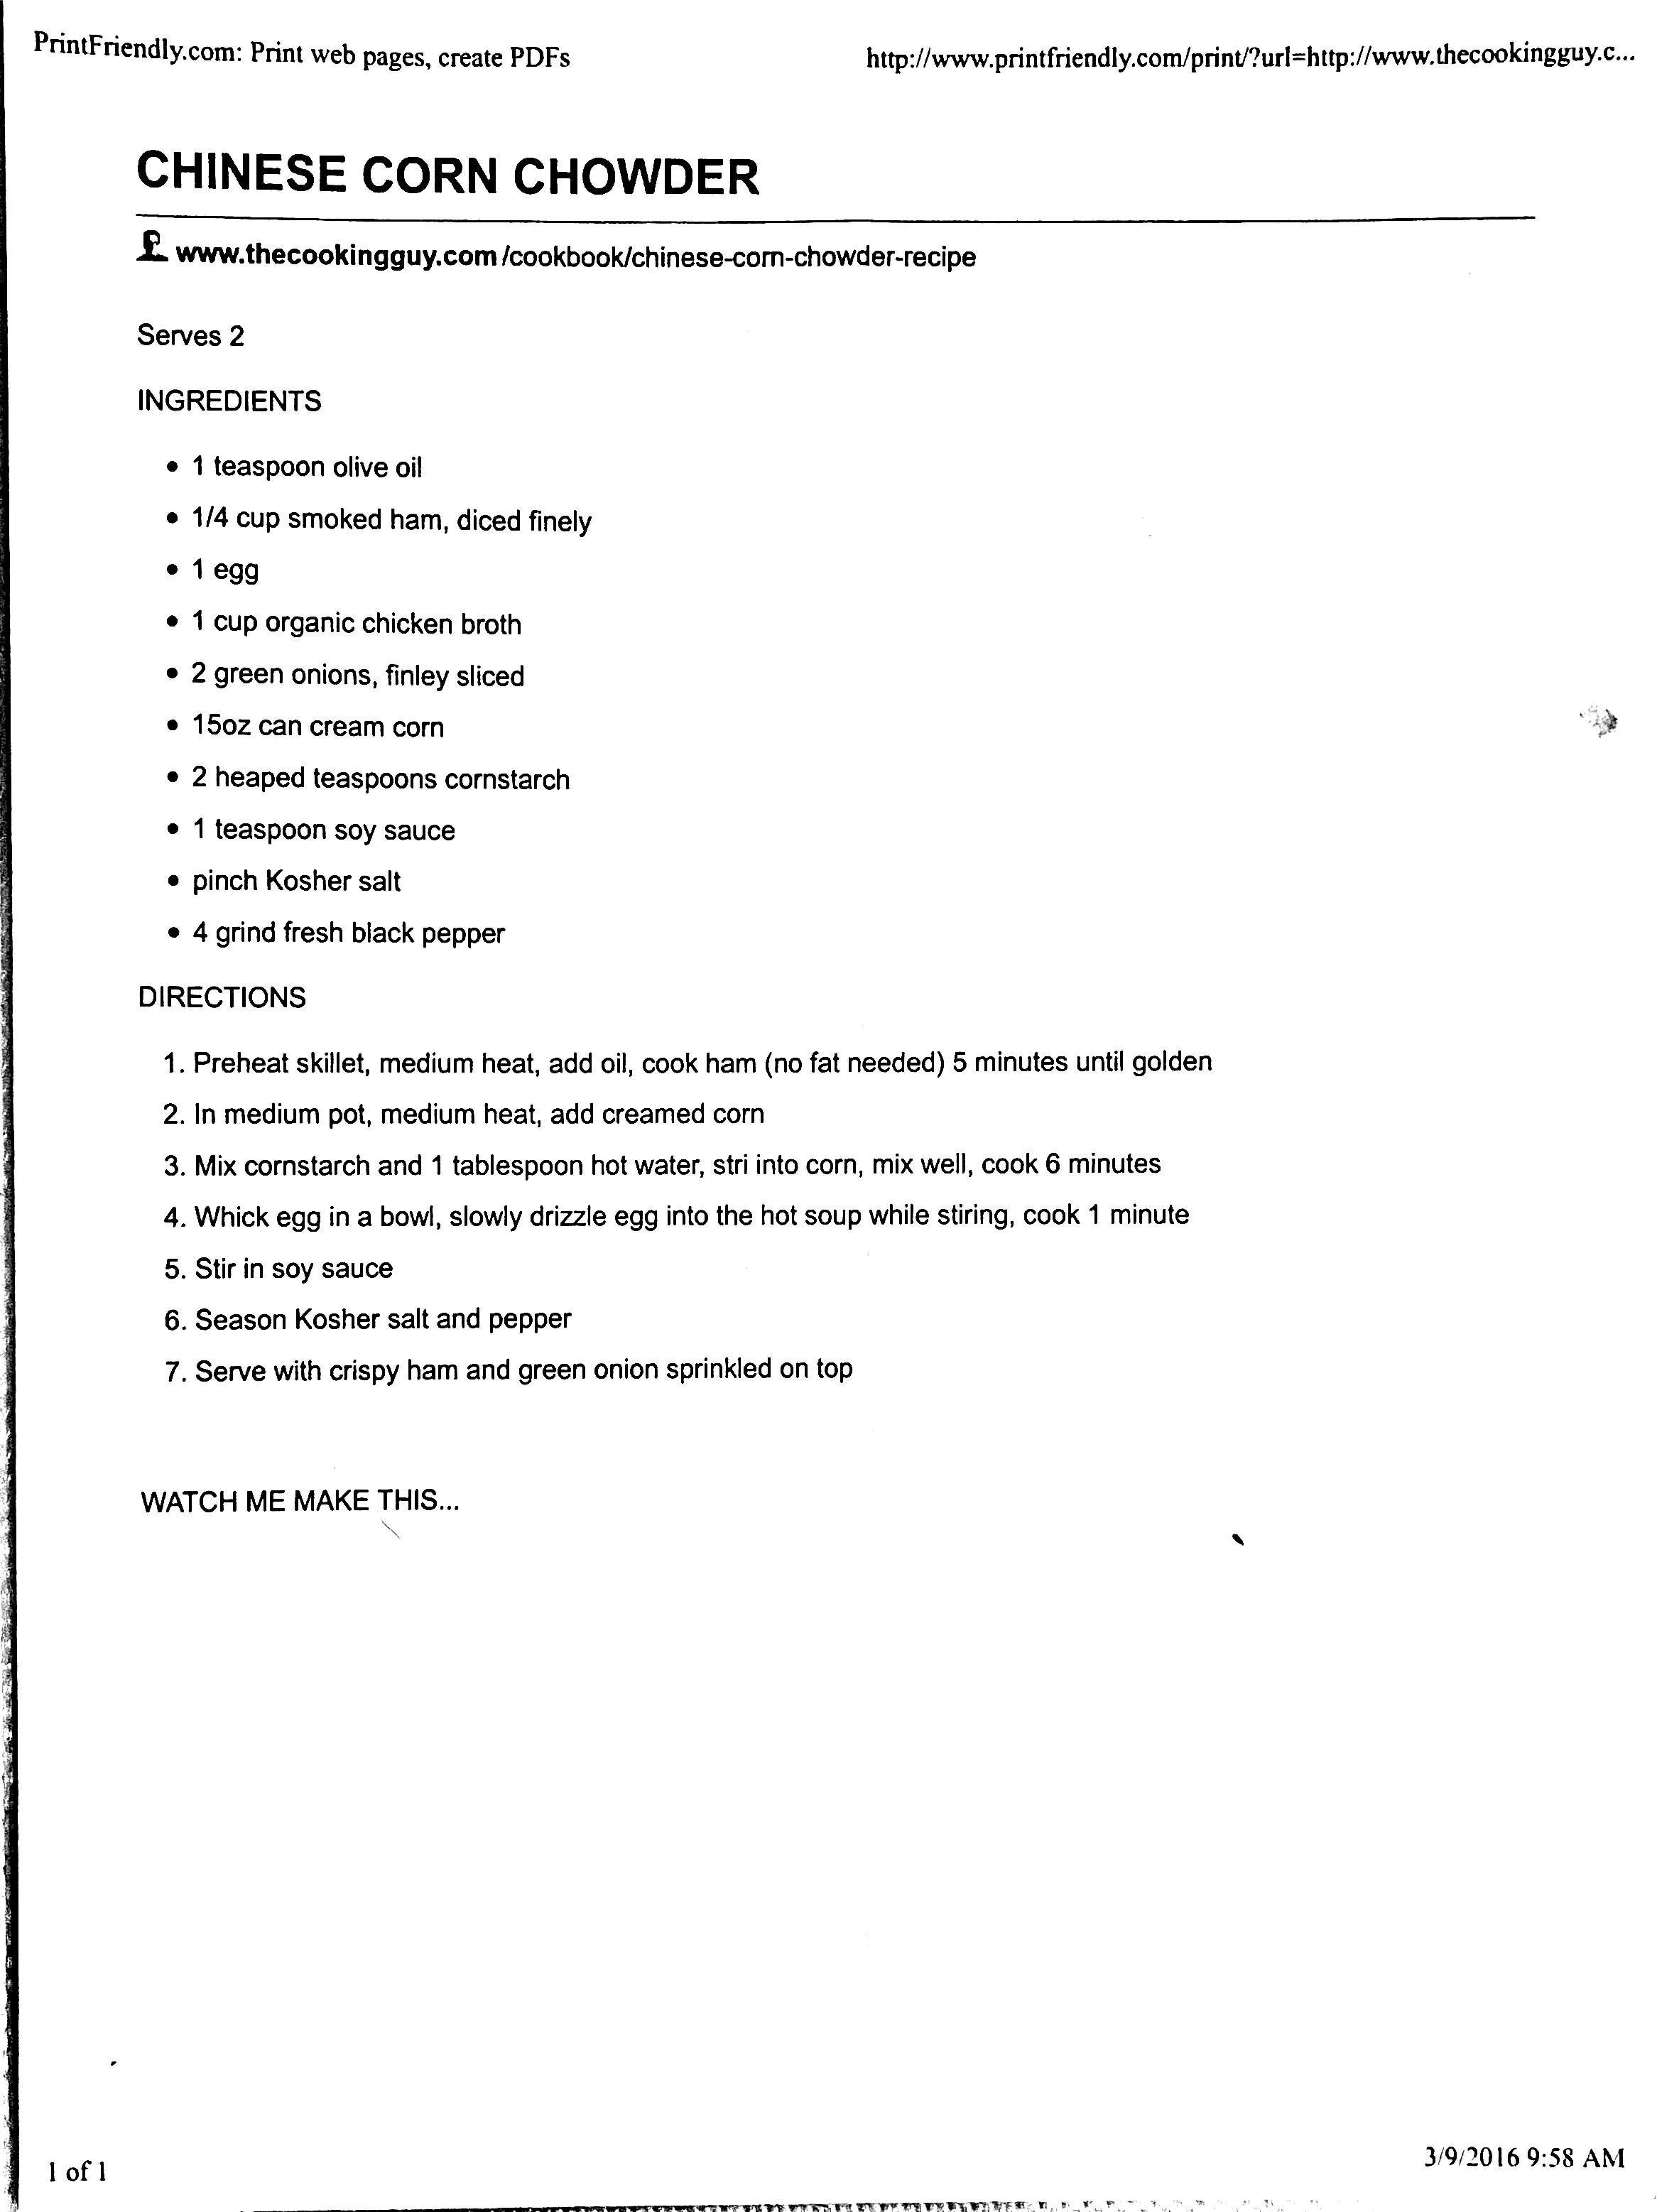 PrintFriendly.com: Print web pages, create PDFs
http://www.printfriendly.com/print/?url=http://www.thecookingguy.c...
CHINESE CORN CHOWDER
www.thecookingguy.com/cookbook/chinese-corn-chowder-recipe
Serves 2
INGREDIENTS
• 1 teaspoon olive oil
• 1/4 cup smoked ham, diced finely
• 1 egg
• 1 cup organic chicken broth
• 2 green onions, finley sliced
• 15oz can cream corn
• 2 heaped teaspoons cornstarch
• 1 teaspoon soy sauce
• pinch Kosher salt
• 4 grind fresh black pepper
DIRECTIONS
1. Preheat skillet, medium heat, add oil, cook ham (no fat needed) 5 minutes until golden
2. In medium pot, medium heat, add creamed corn
3. Mix cornstarch and 1 tablespoon hot water, stri into corn, mix well, cook 6 minutes
4. Whick egg in a bowl, slowly drizzle egg into the hot soup while stiring, cook 1 minute
5. Stir in soy sauce
6. Season Kosher salt and pepper
7. Serve with crispy ham and green onion sprinkled on top
WATCH ME MAKE THIS...
1 of 1
3/9/2016 9:58 AM